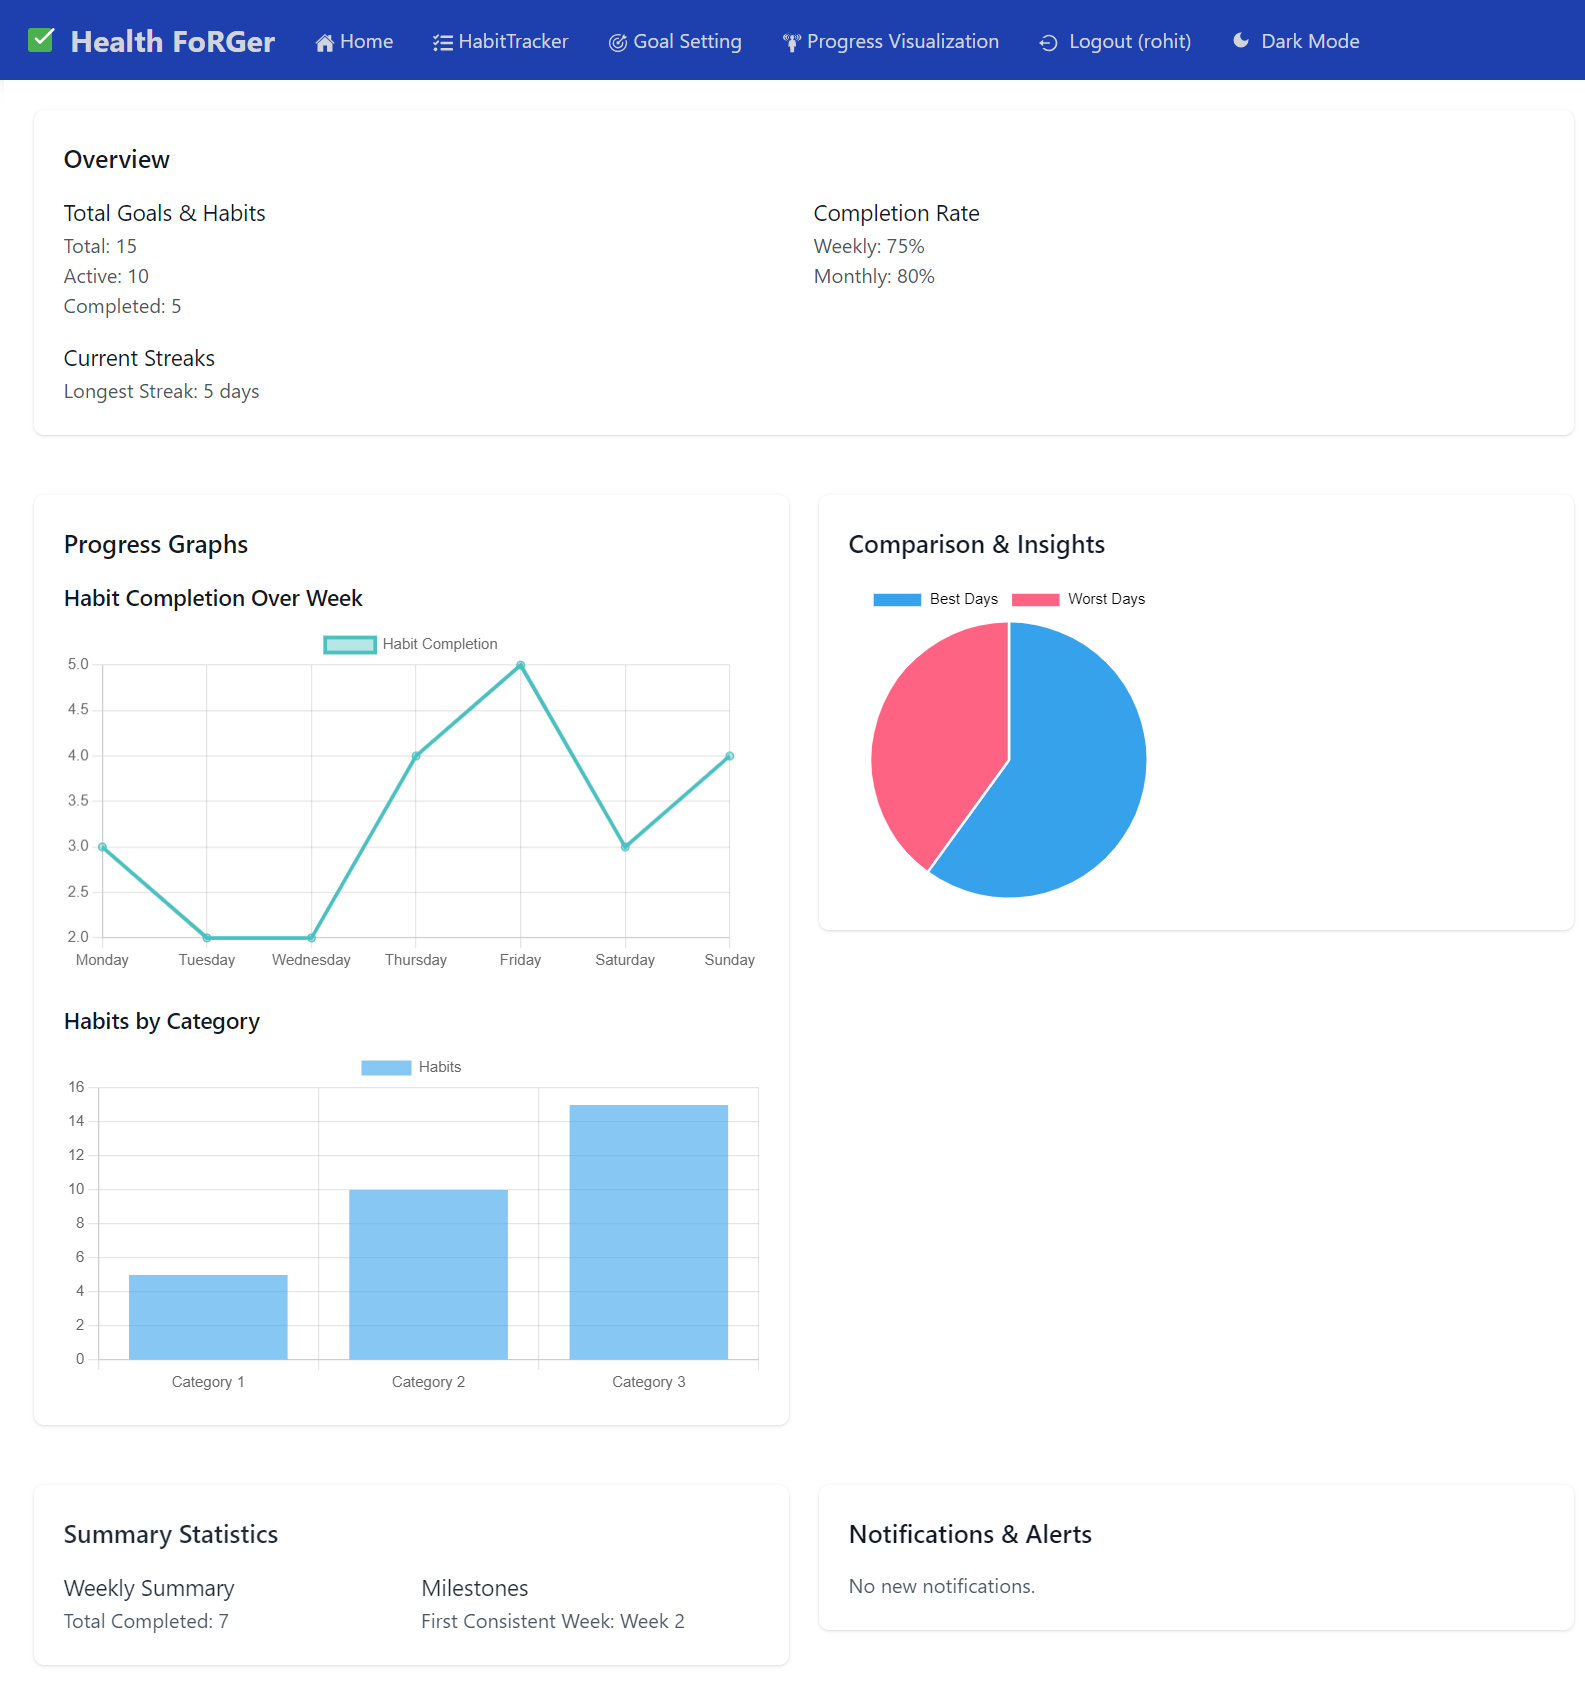 Health FoRGer
Home
HabitTracker
Goal Setting
Progress Visualization
Logout (rohit)
Dark Mode
Overview
Total Goals & Habits
Total: 15
Active: 10
Completed: 5
Completion Rate
Weekly: 75%
Monthly: 80%
Current Streaks
Longest Streak: 5 days
Progress Graphs
Habit Completion Over Week
Habit Completion
5.0
4.5
4.0
3.5
3.0
2.5
2.0
Monday
Tuesday
Wednesday
Thursday
Friday
Saturday
Sunday
Habits by Category
Habits
16
14
12
10
8
6
4
2
0
Category 1
Category 2
Category 3
Comparison & Insights
Best Days
Worst Days
Summary Statistics
Weekly Summary
Total Completed: 7
Milestones
First Consistent Week: Week 2
Notifications & Alerts
No new notifications.